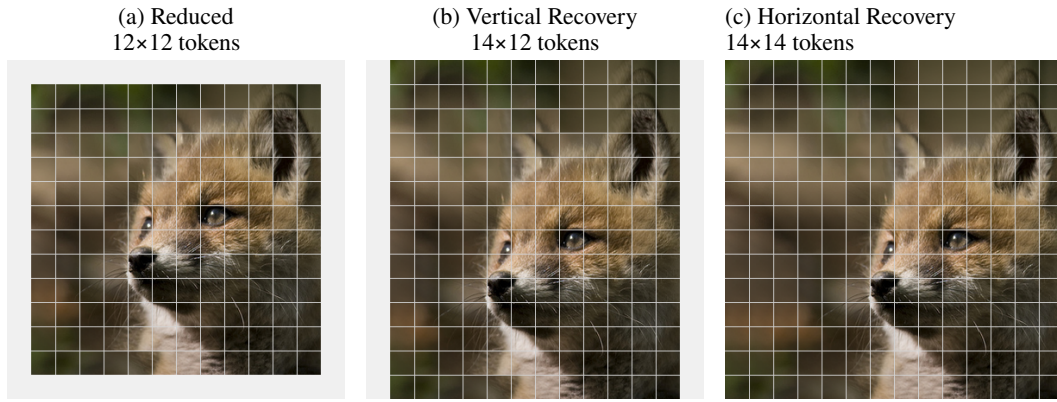 (a) Reduced
12×12 tokens
(b) Vertical Recovery
14×12 tokens
(c) Horizontal Recovery
14×14 tokens